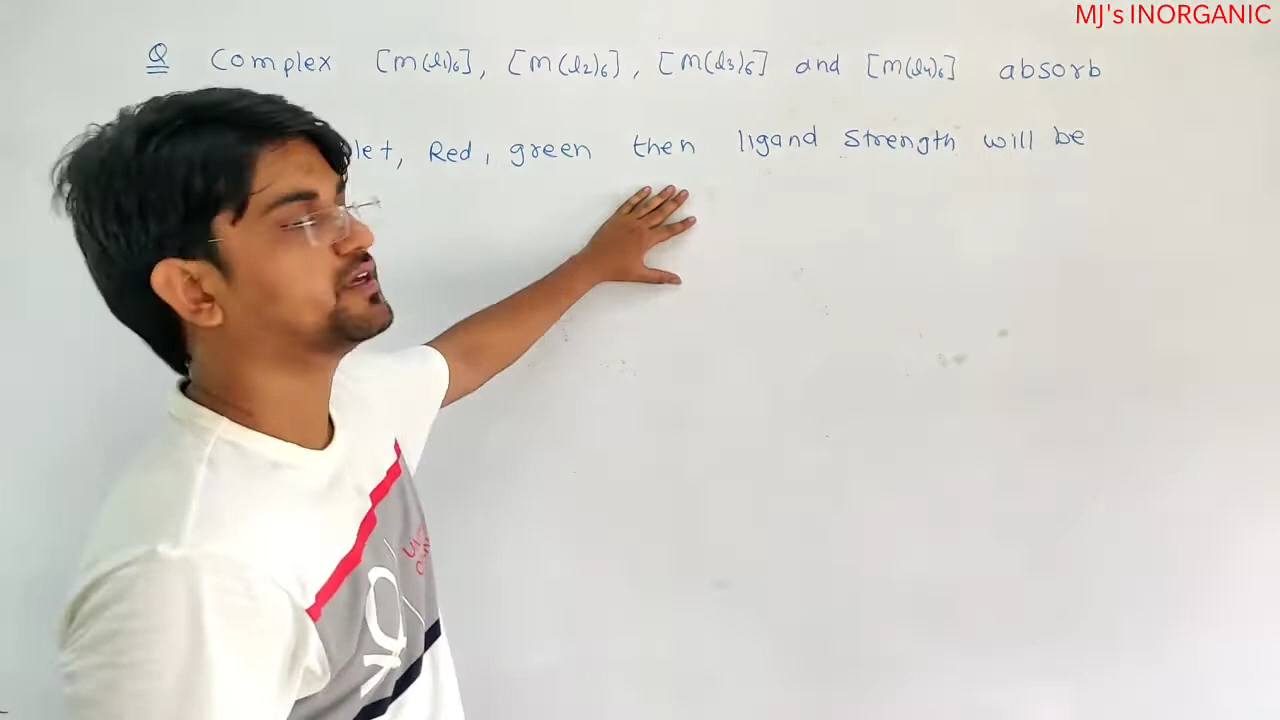 MJ's INORGANIC
Q Complex [M(l1)6], [M(l2)6], [M(l3)6] and [M(l4)6] absorb
let, Red, green then ligand strength will be